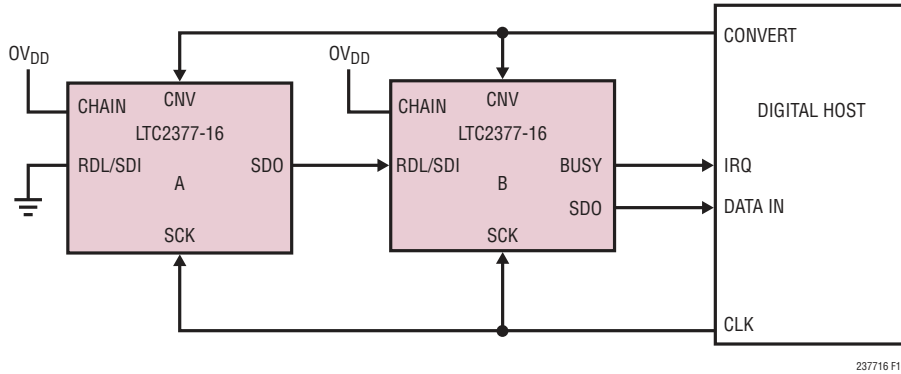 CONVERT
OVDD
OVDD
CHAIN
CNV
LTC2377-16
RDL/SDI
SDO
A
SCK
CHAIN
CNV
LTC2377-16
RDL/SDI
BUSY
B
SDO
SCK
DIGITAL HOST
IRQ
DATA IN
CLK
237716 F1